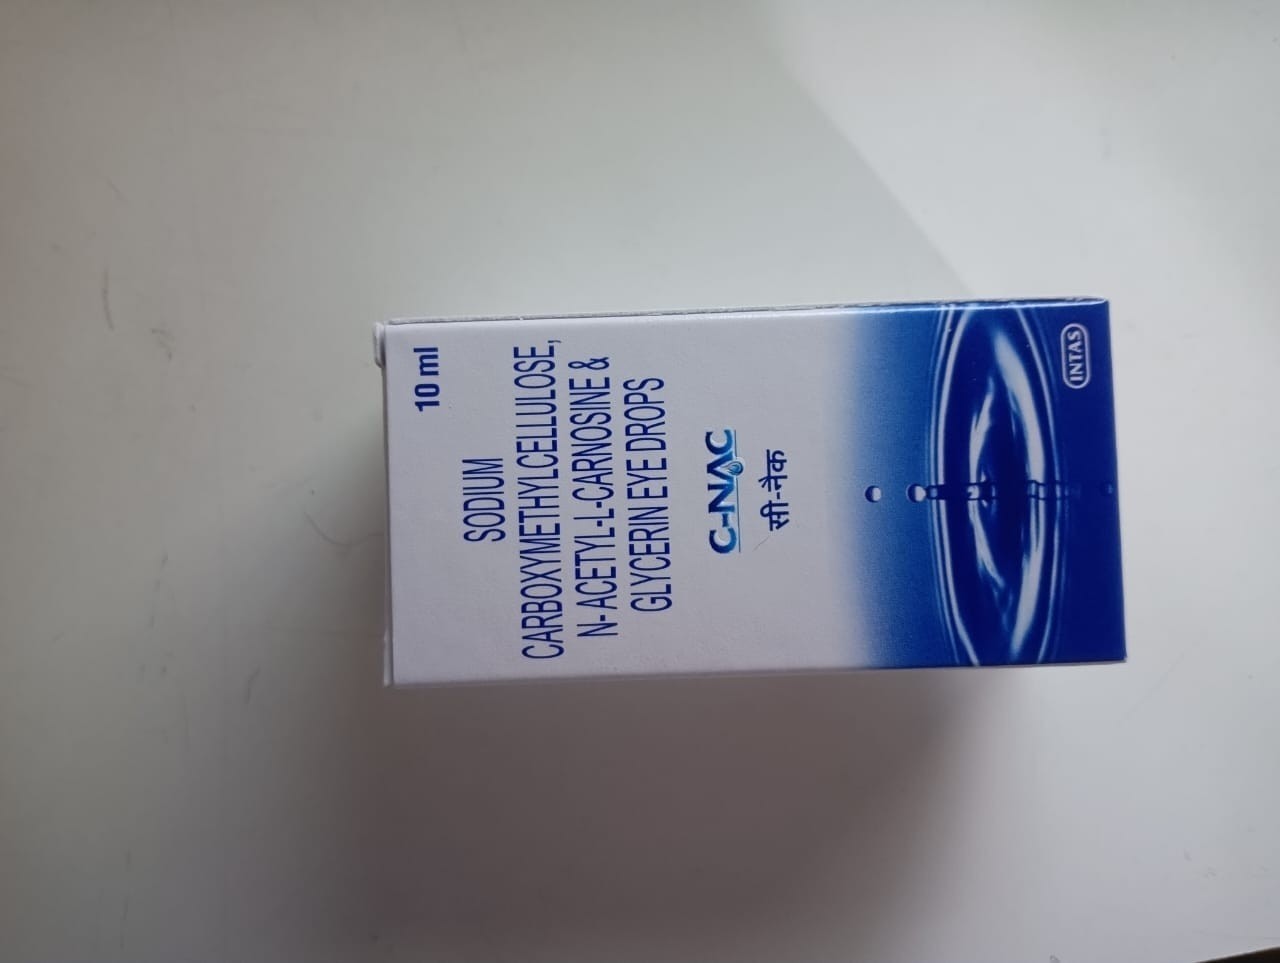 10 ml
SODIUM
CARBOXYMETHYLCELLULOSE,
N- ACETYL-L-CARNOSINE &
GLYCERIN EYE DROPS
C-NAC
सी-नैक
INTAS